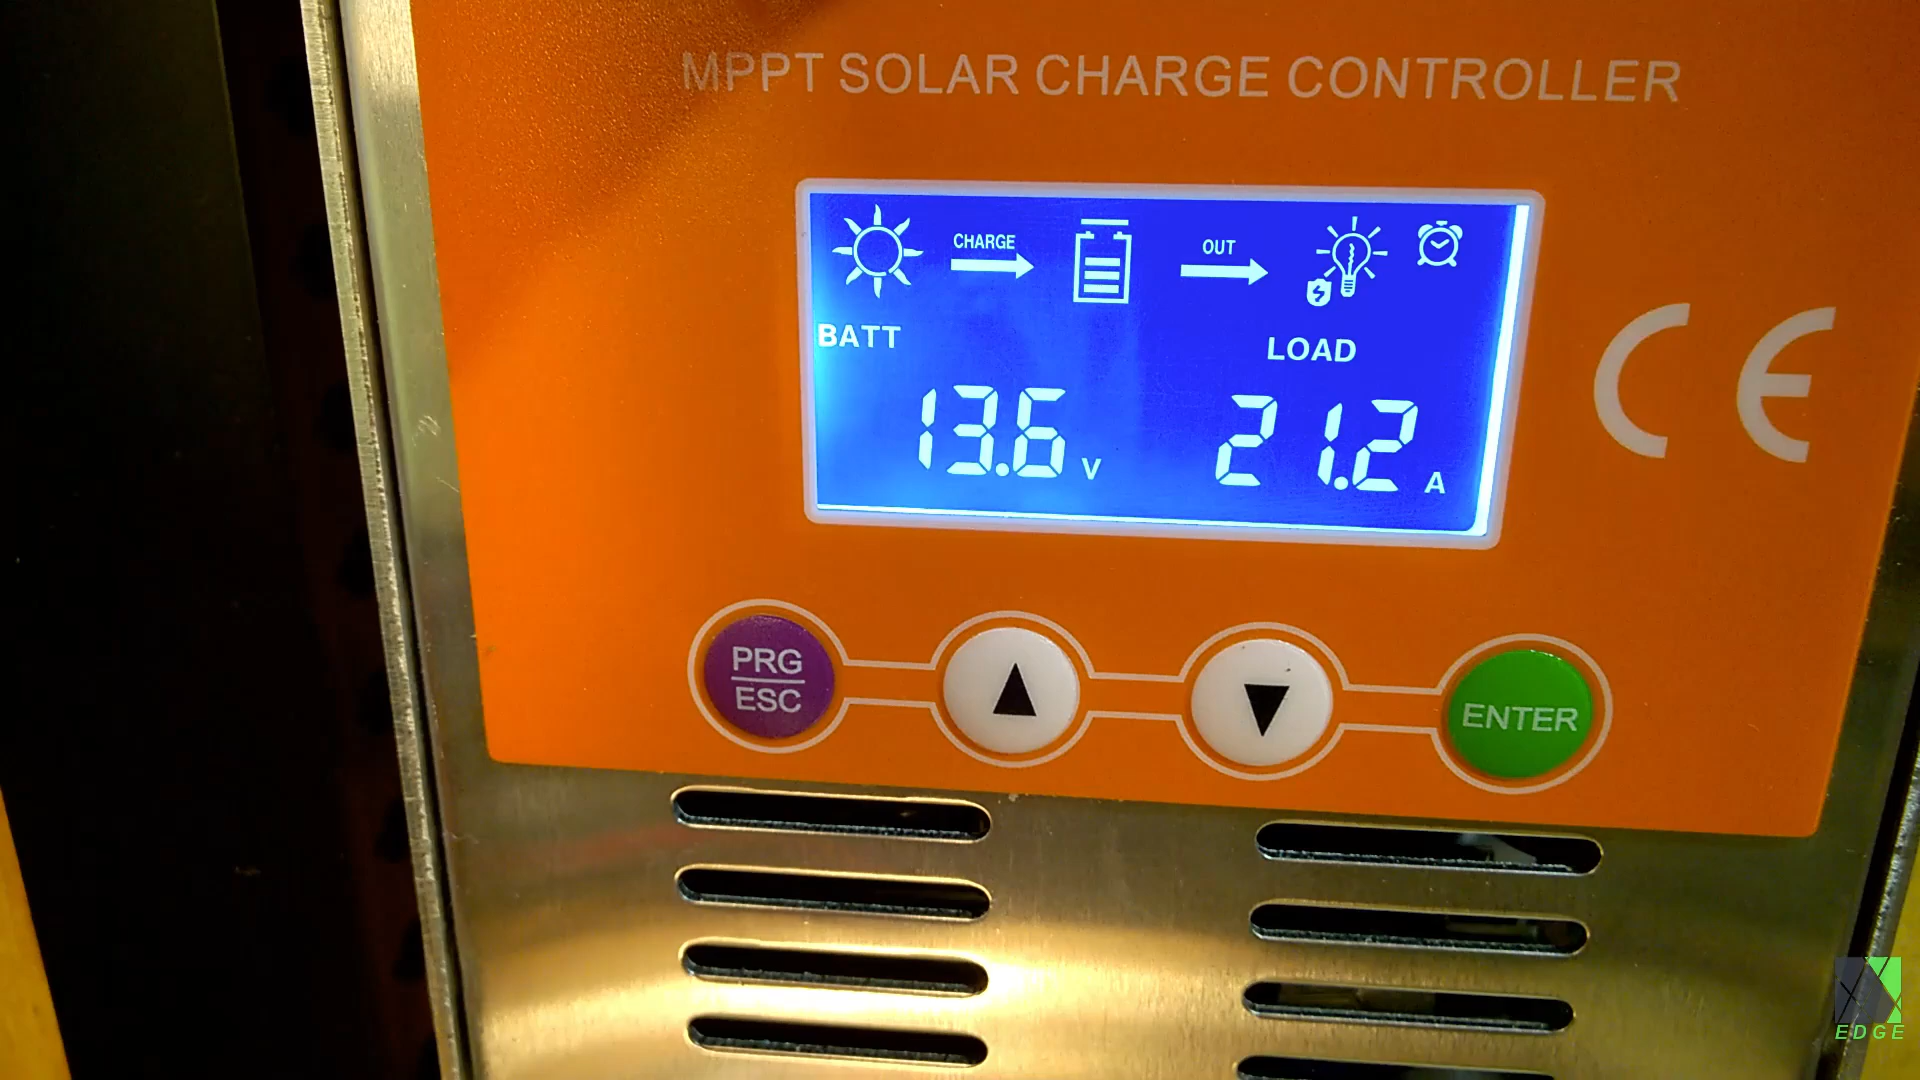 MPPT SOLAR CHARGE CONTROLLER
CHARGE OUT
BATT LOAD
13.6 V 21.2 A
CE
PRG
ESC
ENTER
EDGE